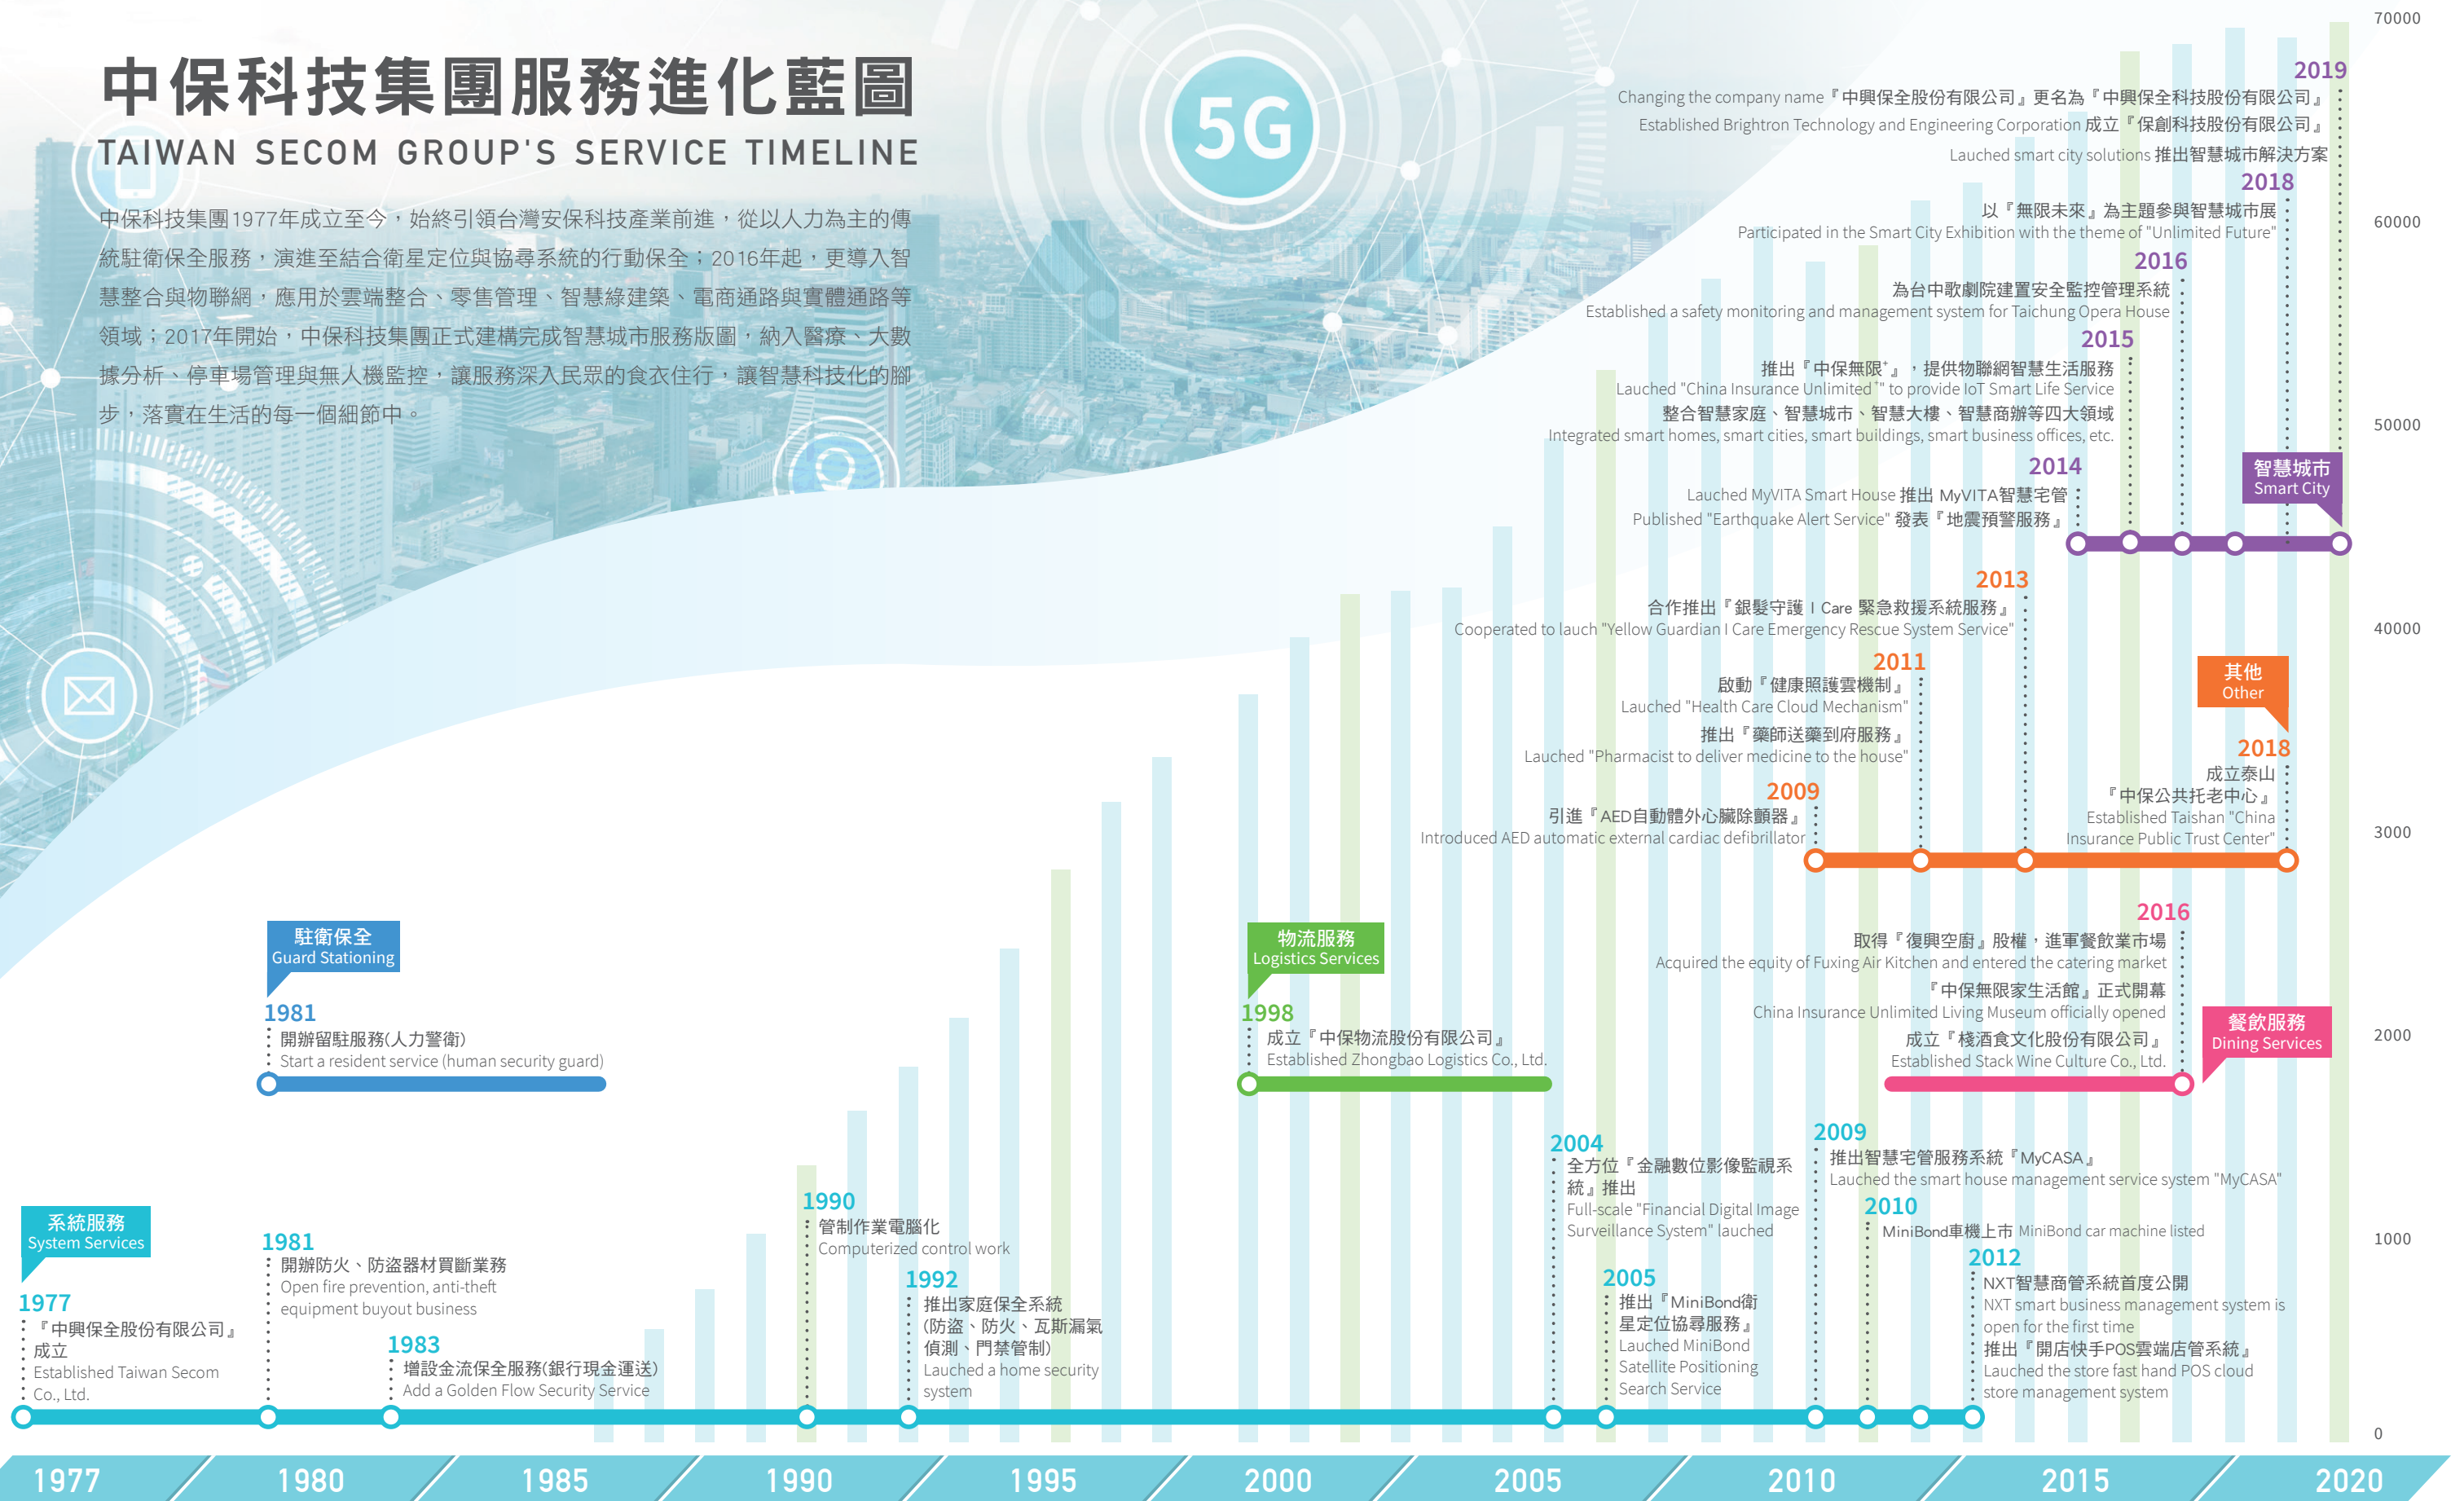 中保科技集團服務進化藍圖
TAIWAN SECOM GROUP'S SERVICE TIMELINE
中保科技集團1977年成立至今，始終引領台灣安保科技產業前進，從以人力為主的傳
統駐衛保全服務，演進至結合衛星定位與協尋系統的行動保全；2016年起，更導入智
慧整合與物聯網，應用於雲端整合、零售管理、智慧綠建築、電商通路與實體通路等
領域；2017年開始，中保科技集團正式建構完成智慧城市服務版圖，納入醫療、大數
據分析、停車場管理與無人機監控，讓服務深入民眾的食衣住行，讓智慧科技化的腳
步，落實在生活的每一個細節中。
5G
70000
60000
50000
40000
3000
2000
1000
0
2019
Changing the company name『中興保全股份有限公司』更名為『中興保全科技股份有限公司』
Established Brightron Technology and Engineering Corporation 成立『保創科技股份有限公司』
Lauched smart city solutions 推出智慧城市解決方案
2018
以『無限未來』為主題參與智慧城市展
Participated in the Smart City Exhibition with the theme of "Unlimited Future"
2016
為台中歌劇院建置安全監控管理系統
Established a safety monitoring and management system for Taichung Opera House
2015
推出『中保無限⁺』，提供物聯網智慧生活服務
Lauched "China Insurance Unlimited⁺" to provide IoT Smart Life Service
整合智慧家庭、智慧城市、智慧大樓、智慧商辦等四大領域
Integrated smart homes, smart cities, smart buildings, smart business offices, etc.
2014
Lauched MyVITA Smart House 推出 MyVITA智慧宅管
Published "Earthquake Alert Service" 發表『地震預警服務』
智慧城市
Smart City
2013
合作推出『銀髮守護 I Care 緊急救援系統服務』
Cooperated to lauch "Yellow Guardian I Care Emergency Rescue System Service"
2011
啟動『健康照護雲機制』
Lauched "Health Care Cloud Mechanism"
推出『藥師送藥到府服務』
Lauched "Pharmacist to deliver medicine to the house"
2009
引進『AED自動體外心臟除顫器』
Introduced AED automatic external cardiac defibrillator
其他
Other
2018
成立泰山
『中保公共托老中心』
Established Taishan "China
Insurance Public Trust Center"
駐衛保全
Guard Stationing
1981
開辦留駐服務(人力警衛)
Start a resident service (human security guard)
物流服務
Logistics Services
1998
成立『中保物流股份有限公司』
Established Zhongbao Logistics Co., Ltd.
2016
取得『復興空廚』股權，進軍餐飲業市場
Acquired the equity of Fuxing Air Kitchen and entered the catering market
『中保無限家生活館』正式開幕
China Insurance Unlimited Living Museum officially opened
成立『棧酒食文化股份有限公司』
Established Stack Wine Culture Co., Ltd.
餐飲服務
Dining Services
系統服務
System Services
1977
『中興保全股份有限公司』
成立
Established Taiwan Secom
Co., Ltd.
1981
開辦防火、防盜器材買斷業務
Open fire prevention, anti-theft
equipment buyout business
1983
增設金流保全服務(銀行現金運送)
Add a Golden Flow Security Service
1990
管制作業電腦化
Computerized control work
1992
推出家庭保全系統
(防盜、防火、瓦斯漏氣
偵測、門禁管制)
Lauched a home security
system
2004
全方位『金融數位影像監視系
統』推出
Full-scale "Financial Digital Image
Surveillance System" lauched
2005
推出『MiniBond衛
星定位協尋服務』
Lauched MiniBond
Satellite Positioning
Search Service
2009
推出智慧宅管服務系統『MyCASA』
Lauched the smart house management service system "MyCASA"
2010
MiniBond車機上市 MiniBond car machine listed
2012
NXT智慧商管系統首度公開
NXT smart business management system is
open for the first time
推出『開店快手POS雲端店管系統』
Lauched the store fast hand POS cloud
store management system
1977
1980
1985
1990
1995
2000
2005
2010
2015
2020